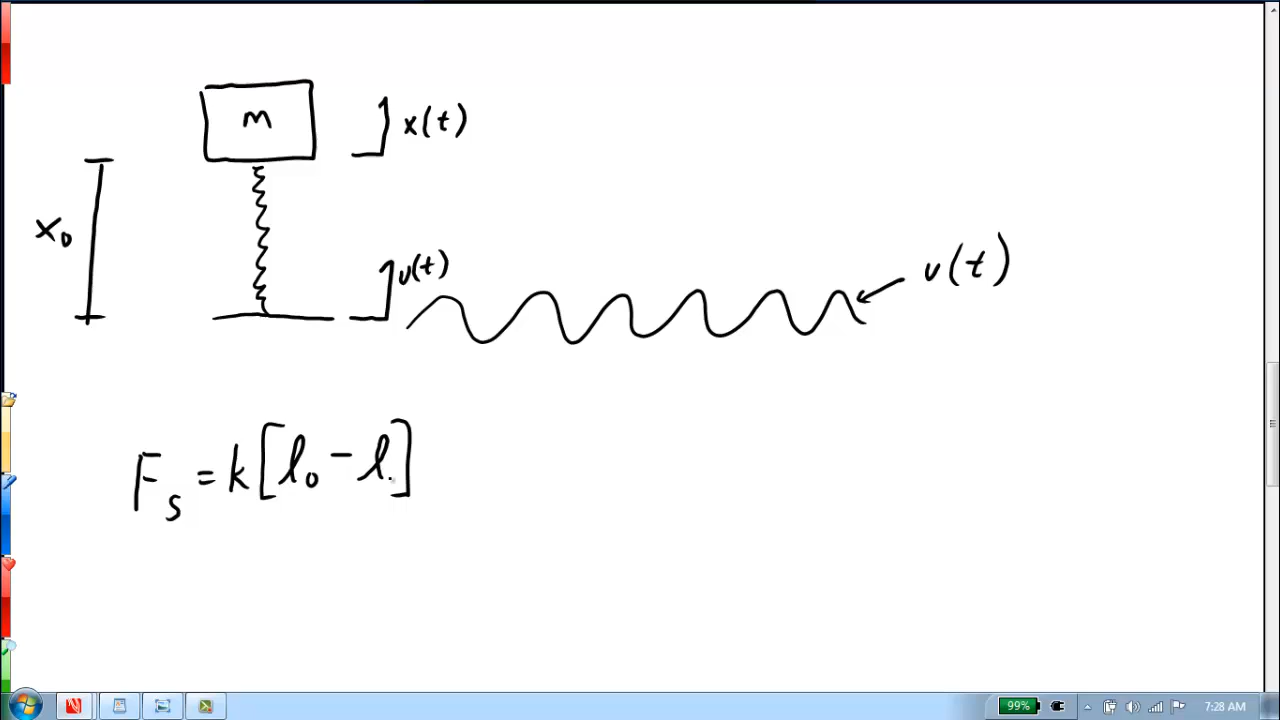 m
x(t)
x₀
v(t)
v(t)
Fₛ = k[l₀ - l]
99%
7:28 AM